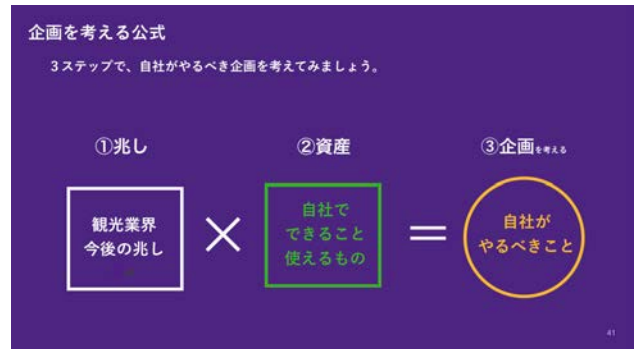 企画を考える公式
3ステップで、自社がやるべき企画を考えてみましょう。
①兆し
②資産
③企画を考える
観光業界
今後の兆し
×
自社で
できること
使えるもの
=
自社が
やるべきこと
41